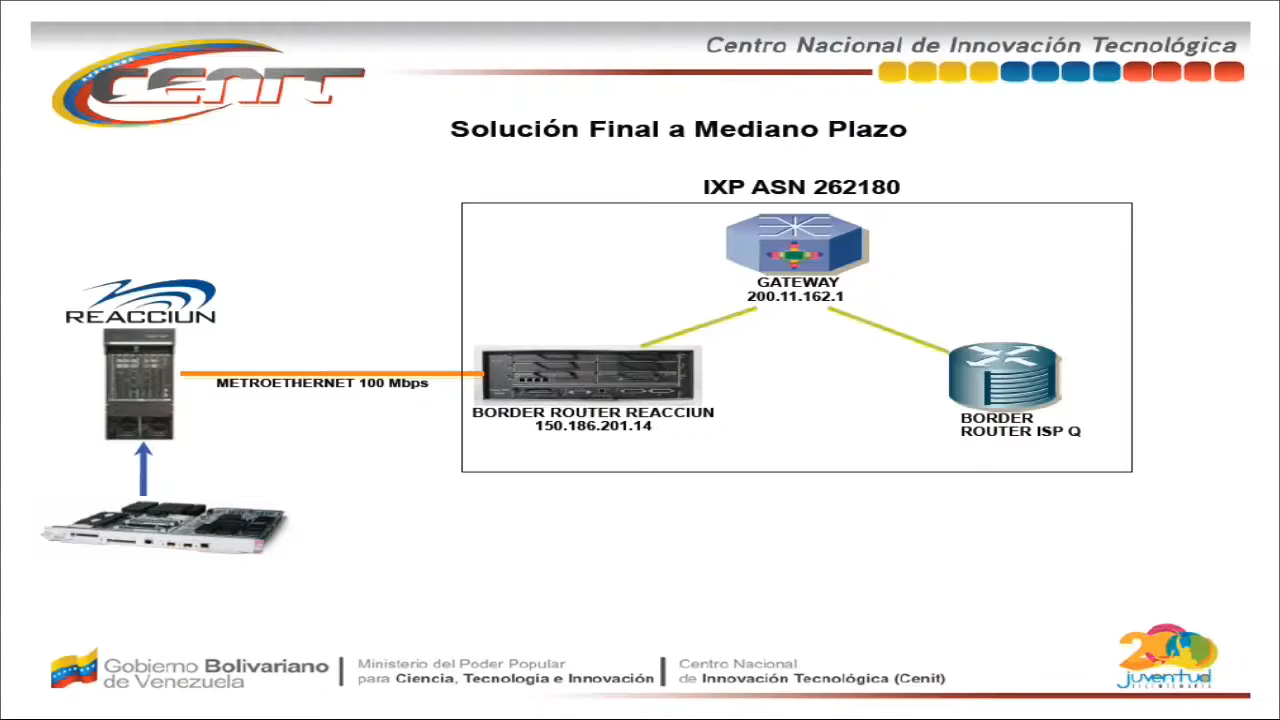 Centro Nacional de Innovación Tecnológica
CENIT
Solución Final a Mediano Plazo
IXP ASN 262180
GATEWAY
200.11.162.1
REACCIUN
METROETHERNET 100 Mbps
BORDER ROUTER REACCIUN
150.186.201.14
BORDER
ROUTER ISP Q
Gobierno Bolivariano
de Venezuela
Ministerio del Poder Popular
para Ciencia, Tecnología e Innovación
Centro Nacional
de Innovación Tecnológica (Cenit)
200
juventud